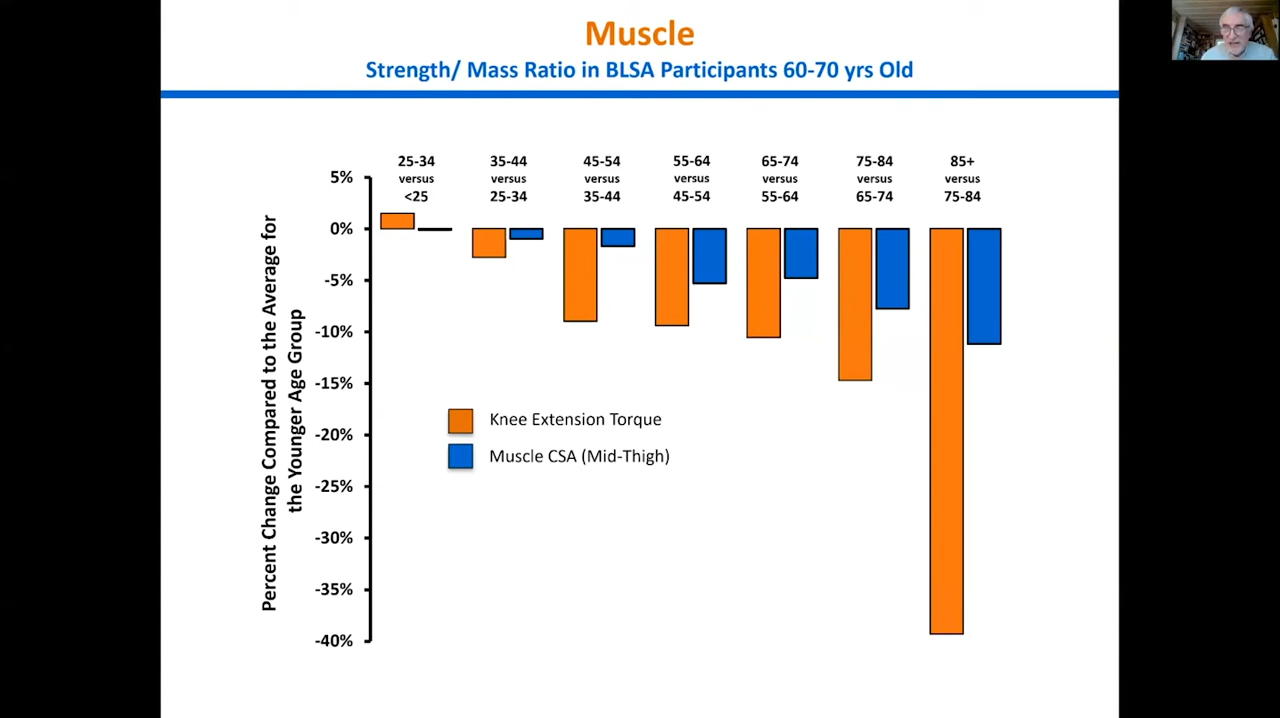 Muscle
Strength/ Mass Ratio in BLSA Participants 60-70 yrs Old
25-34
versus
<25
35-44
versus
25-34
45-54
versus
35-44
55-64
versus
45-54
65-74
versus
55-64
75-84
versus
65-74
85+
versus
75-84
5%
0%
-5%
-10%
-15%
-20%
-25%
-30%
-35%
-40%
Percent Change Compared to the Average for
the Younger Age Group
Knee Extension Torque
Muscle CSA (Mid-Thigh)